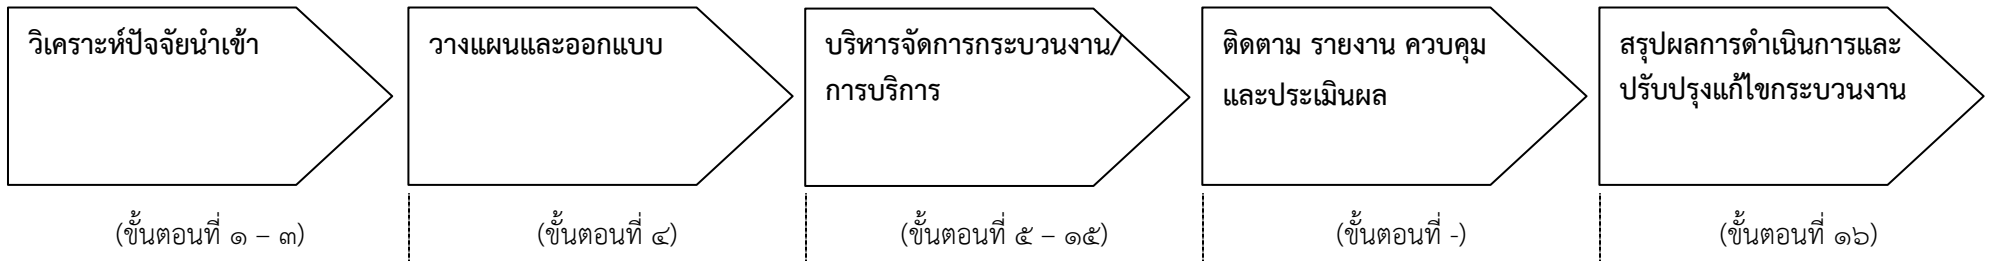 วิเคราะห์ปัจจัยนำเข้า
วางแผนและออกแบบ
บริหารจัดการกระบวนงาน/
การบริการ
ติดตาม รายงาน ควบคุม
และประเมินผล
สรุปผลการดำเนินการและ
ปรับปรุงแก้ไขกระบวนงาน
(ขั้นตอนที่ ๑ – ๓)
(ขั้นตอนที่ ๔)
(ขั้นตอนที่ ๕ – ๑๕)
(ขั้นตอนที่ -)
(ขั้นตอนที่ ๑๖)